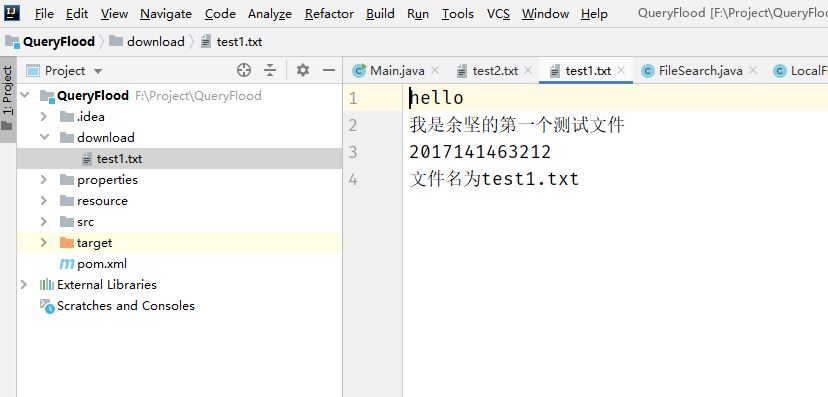 File Edit View Navigate Code Analyze Refactor Build Run Tools VCS Window Help QueryFlood [F:\Project\QueryFloo
QueryFlood download test1.txt
1: Project
Project
Main.java test2.txt test1.txt FileSearch.java LocalF
QueryFlood F:\Project\QueryFlood
.idea
download
test1.txt
properties
resource
src
target
pom.xml
External Libraries
Scratches and Consoles
1 hello
2 我是余坚的第一个测试文件
3 2017141463212
4 文件名为test1.txt